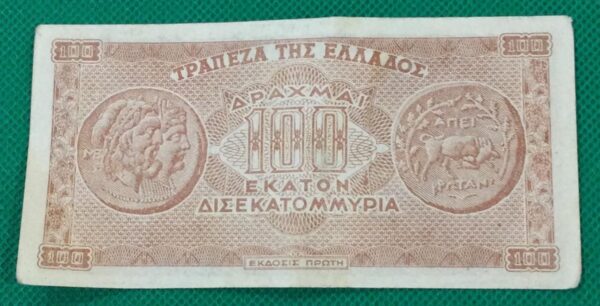 100 100
ΤΡΑΠΕΖΑ ΤΗΣ ΕΛΛΑΔΟΣ
ΔΡΑΧΜΑΙ
ΑΠΕΙ
100
ΡΩΤΑΝ
ΕΚΑΤΟΝ
ΔΙΣΕΚΑΤΟΜΜΥΡΙΑ
100 100
ΕΚΔΟΣΙΣ ΠΡΩΤΗ